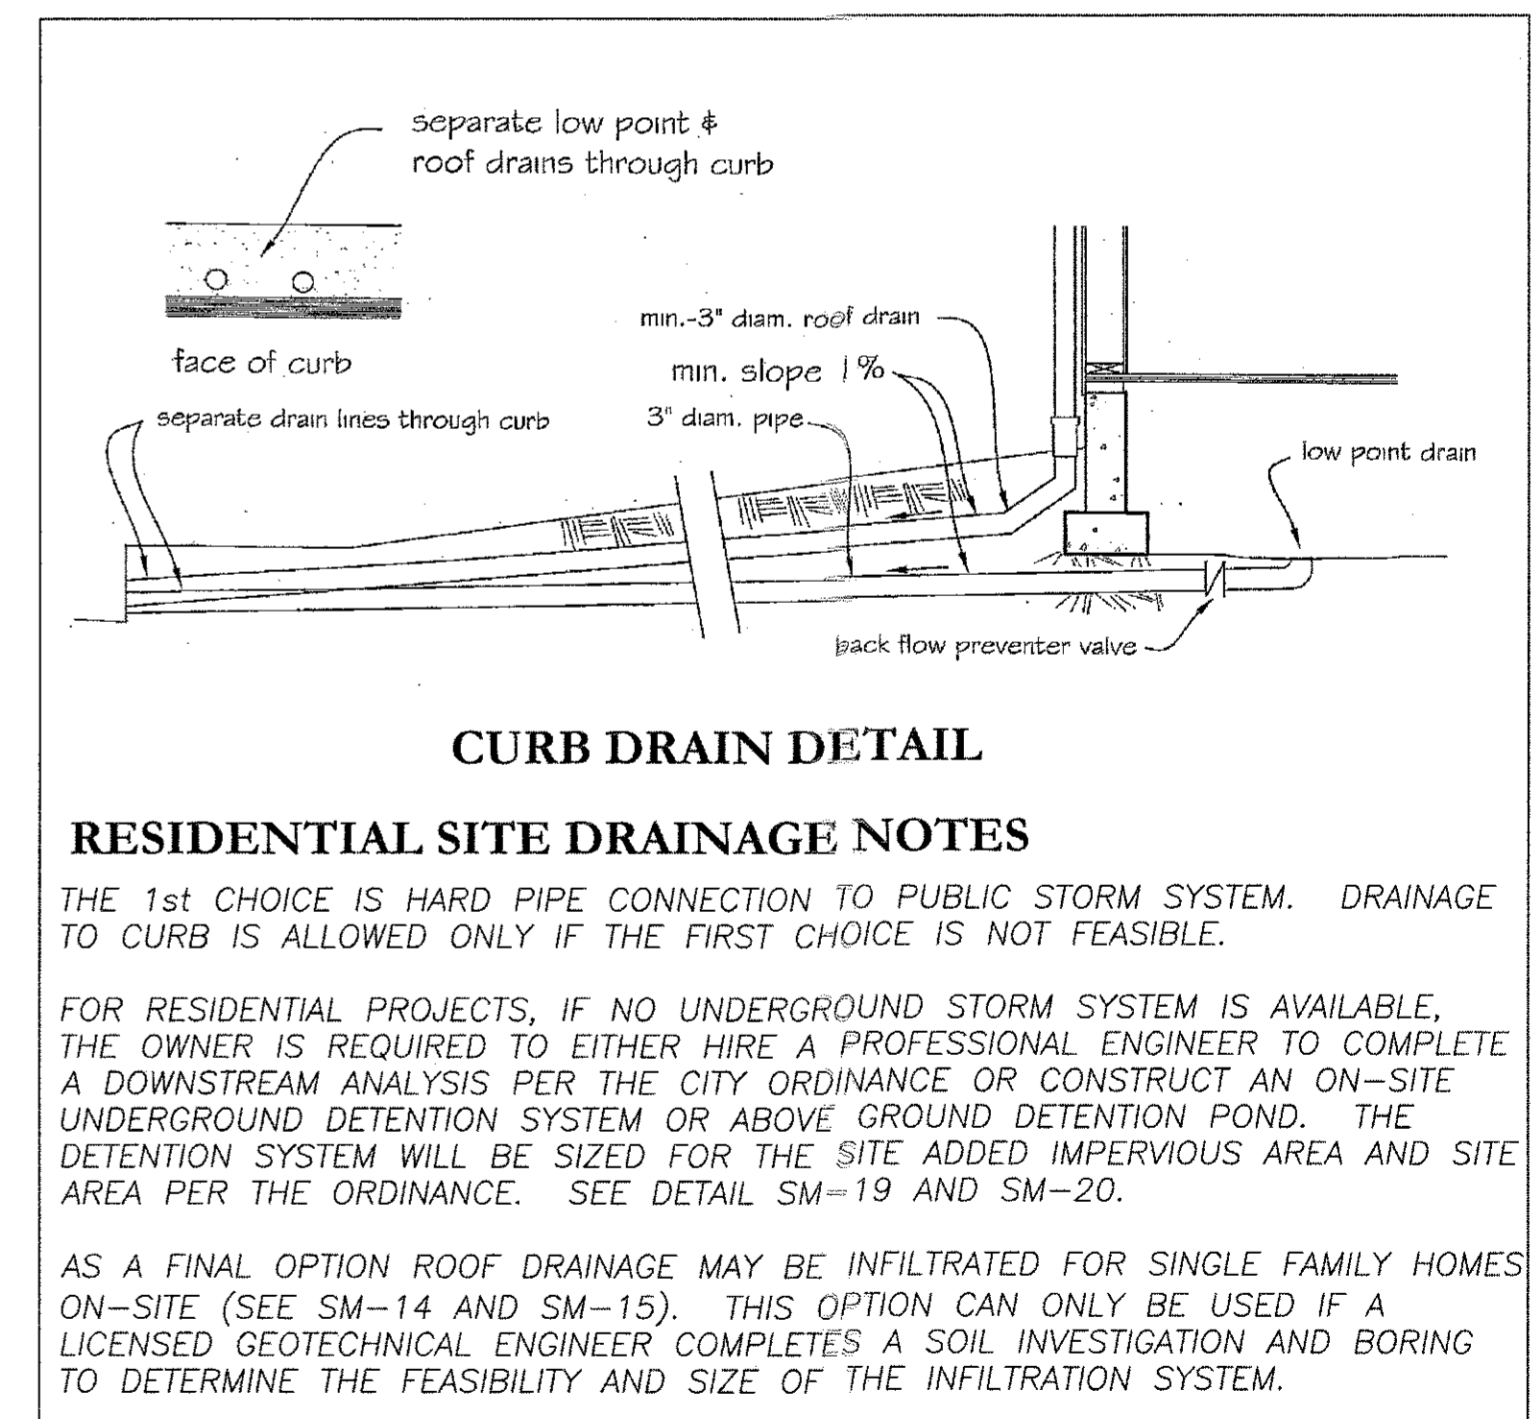 separate low point &
roof drains through curb
min.-3" diam. roof drain
face of curb
min. slope 1%
separate drain lines through curb
3" diam. pipe
low point drain
back flow preventer valve
CURB DRAIN DETAIL
RESIDENTIAL SITE DRAINAGE NOTES
THE 1st CHOICE IS HARD PIPE CONNECTION TO PUBLIC STORM SYSTEM. DRAINAGE
TO CURB IS ALLOWED ONLY IF THE FIRST CHOICE IS NOT FEASIBLE.
FOR RESIDENTIAL PROJECTS, IF NO UNDERGROUND STORM SYSTEM IS AVAILABLE,
THE OWNER IS REQUIRED TO EITHER HIRE A PROFESSIONAL ENGINEER TO COMPLETE
A DOWNSTREAM ANALYSIS PER THE CITY ORDINANCE OR CONSTRUCT AN ON-SITE
UNDERGROUND DETENTION SYSTEM OR ABOVE GROUND DETENTION POND. THE
DETENTION SYSTEM WILL BE SIZED FOR THE SITE ADDED IMPERVIOUS AREA AND SITE
AREA PER THE ORDINANCE. SEE DETAIL SM-19 AND SM-20.
AS A FINAL OPTION ROOF DRAINAGE MAY BE INFILTRATED FOR SINGLE FAMILY HOMES
ON-SITE (SEE SM-14 AND SM-15). THIS OPTION CAN ONLY BE USED IF A
LICENSED GEOTECHNICAL ENGINEER COMPLETES A SOIL INVESTIGATION AND BORING
TO DETERMINE THE FEASIBILITY AND SIZE OF THE INFILTRATION SYSTEM.